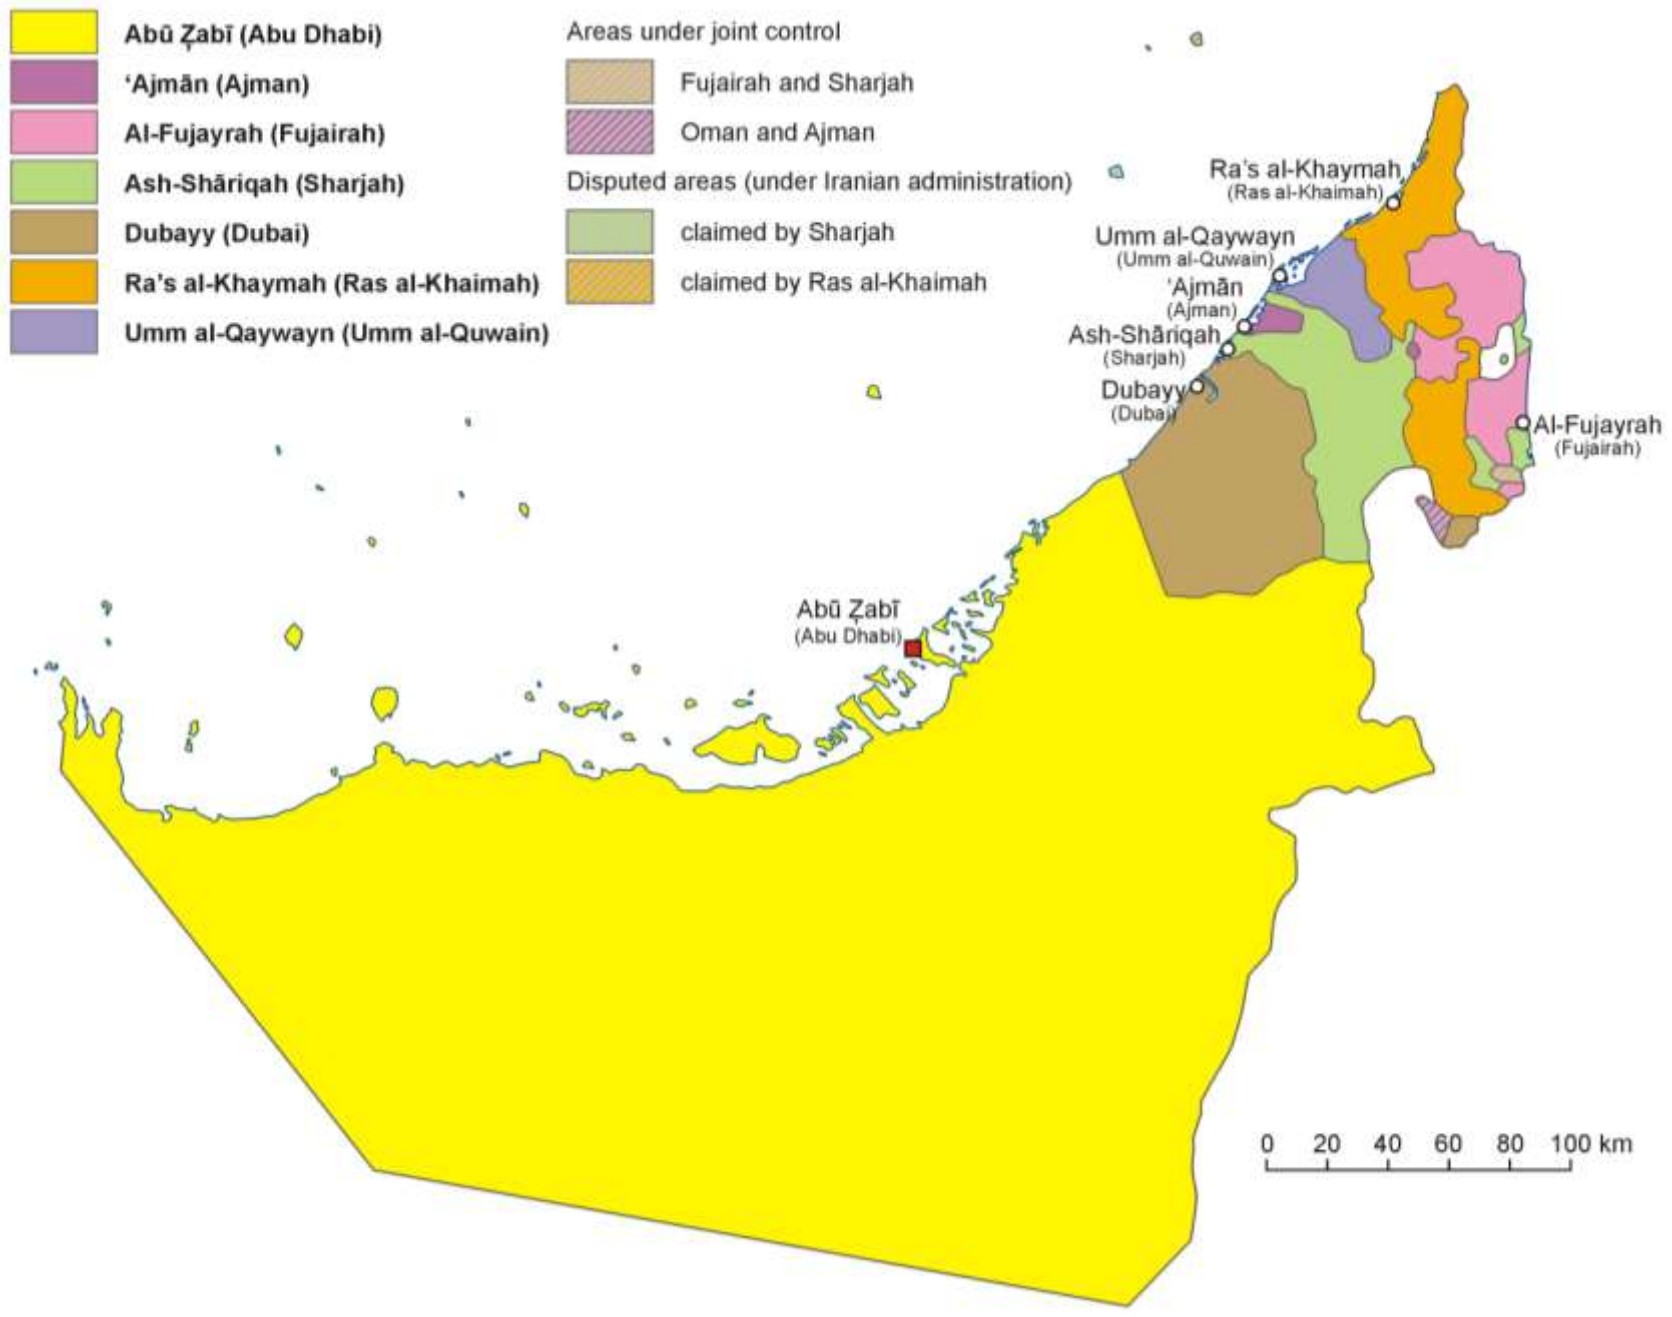 Abū Z̧abī (Abu Dhabi)
‘Ajmān (Ajman)
Al-Fujayrah (Fujairah)
Ash-Shāriqah (Sharjah)
Dubayy (Dubai)
Ra’s al-Khaymah (Ras al-Khaimah)
Umm al-Qaywayn (Umm al-Quwain)
Areas under joint control
Fujairah and Sharjah
Oman and Ajman
Disputed areas (under Iranian administration)
claimed by Sharjah
claimed by Ras al-Khaimah
Ra’s al-Khaymah
(Ras al-Khaimah)
Umm al-Qaywayn
(Umm al-Quwain)
‘Ajmān
(Ajman)
Ash-Shāriqah
(Sharjah)
Dubayy
(Dubai)
Al-Fujayrah
(Fujairah)
Abū Z̧abī
(Abu Dhabi)
0 20 40 60 80 100 km